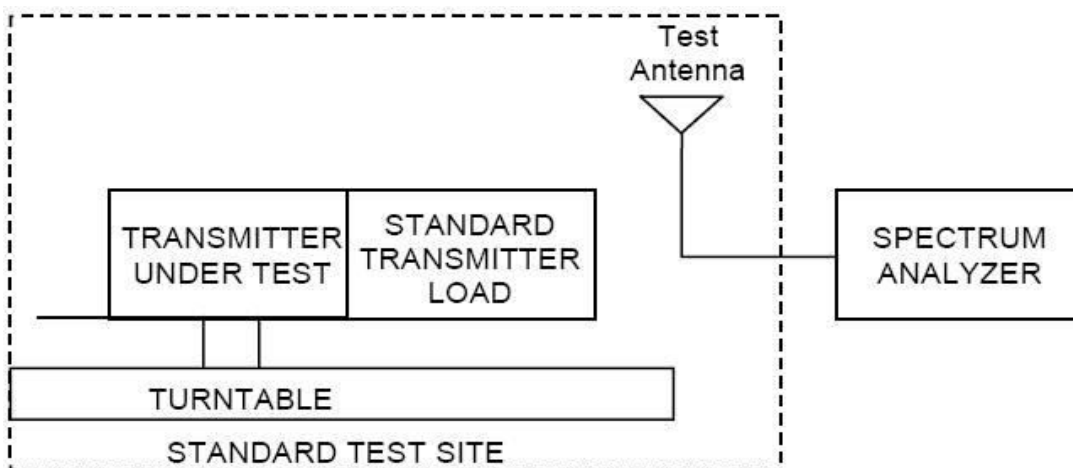 Test
Antenna
TRANSMITTER
UNDER TEST
STANDARD
TRANSMITTER
LOAD
SPECTRUM
ANALYZER
TURNTABLE
STANDARD TEST SITE